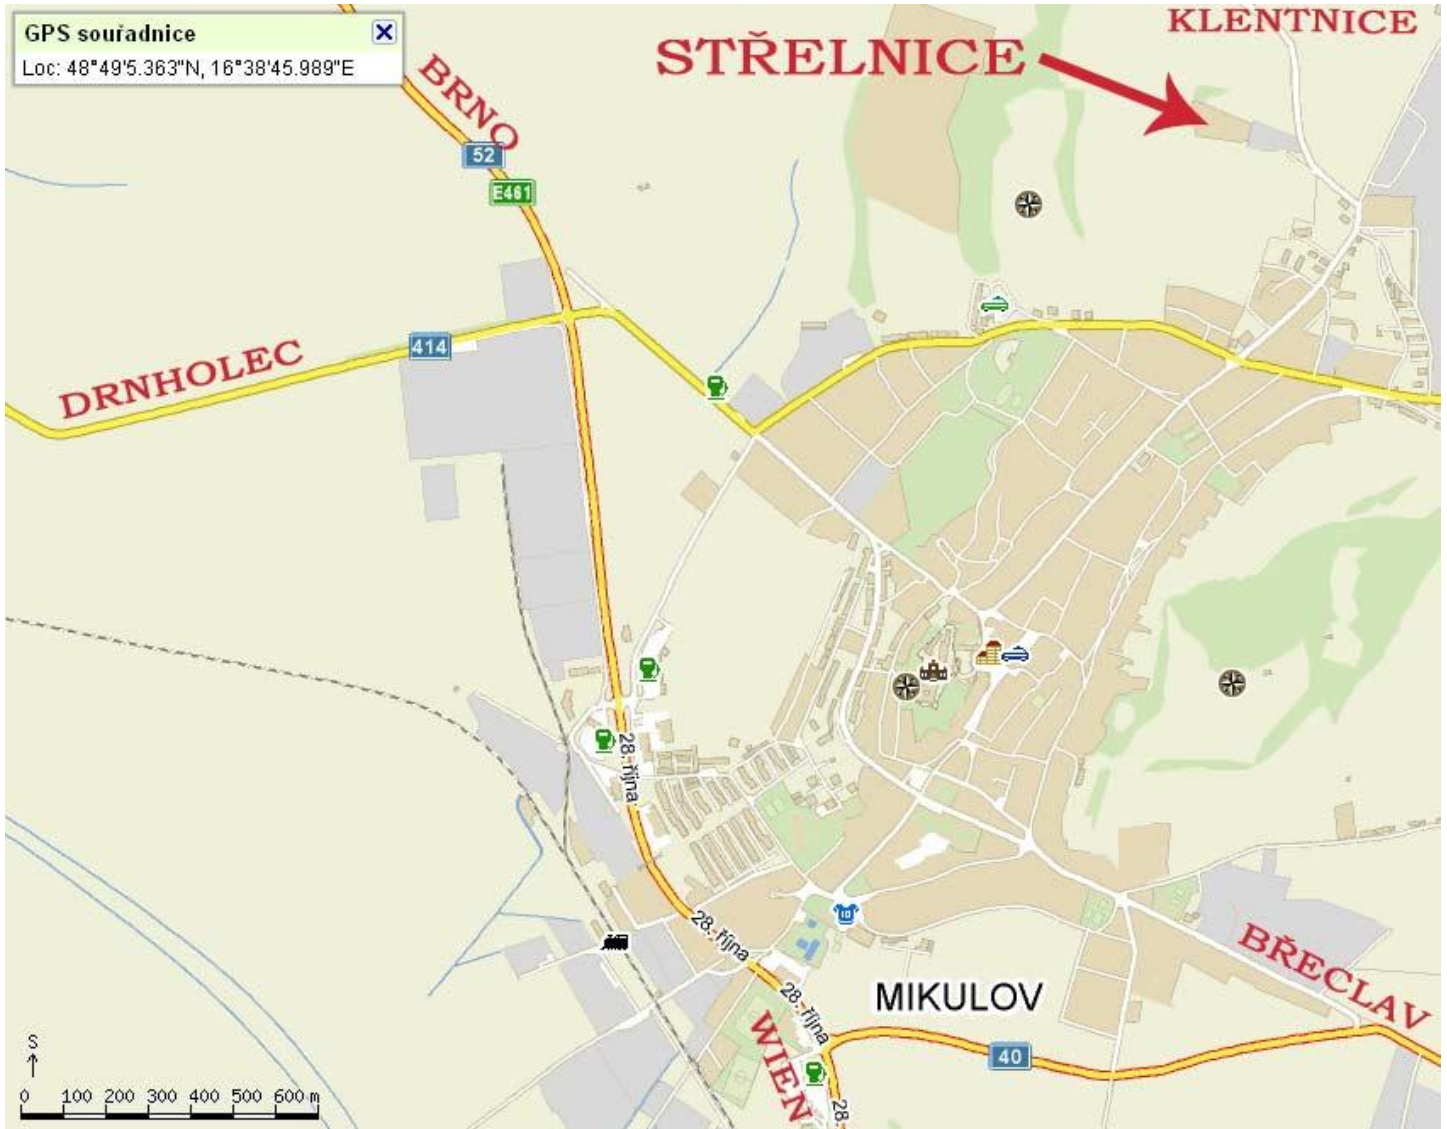 GPS souřadnice
Loc: 48°49'5.363"N, 16°38'45.989"E
KLENTNICE
STŘELNICE
BRNO
52
E461
414
DRNHOLEC
28. října
28. října
28. října
28.
10
MIKULOV
BŘECLAV
40
WIEN
S
0 100 200 300 400 500 600 m